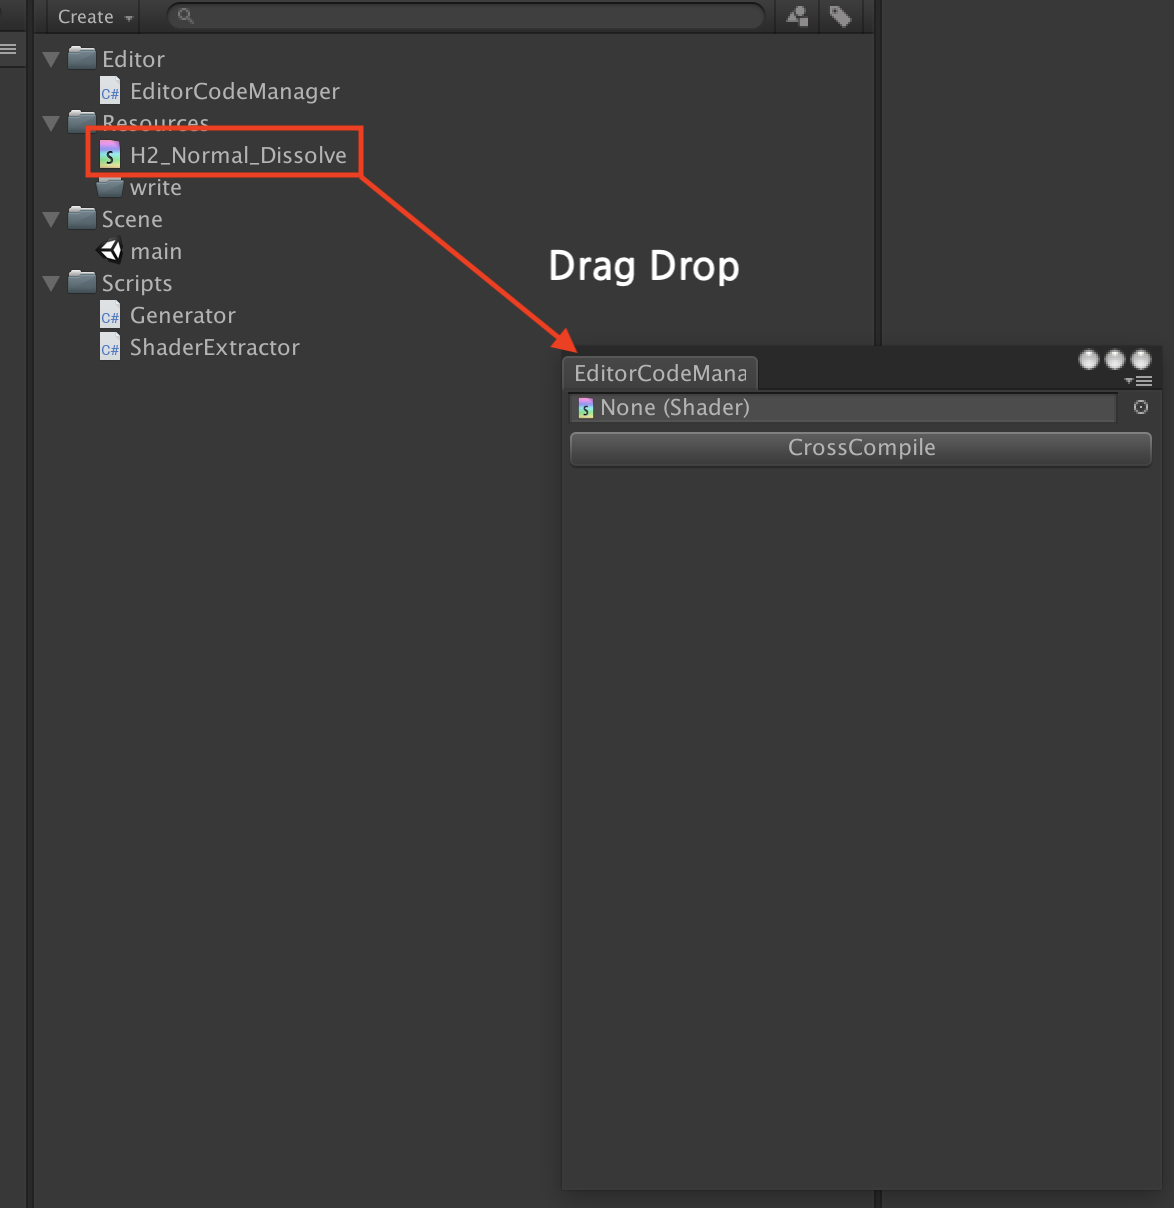 Create
Editor
C# EditorCodeManager
Resources
S H2_Normal_Dissolve
write
Scene
main
Scripts
C# Generator
C# ShaderExtractor
Drag Drop
EditorCodeMana
S None (Shader)
CrossCompile